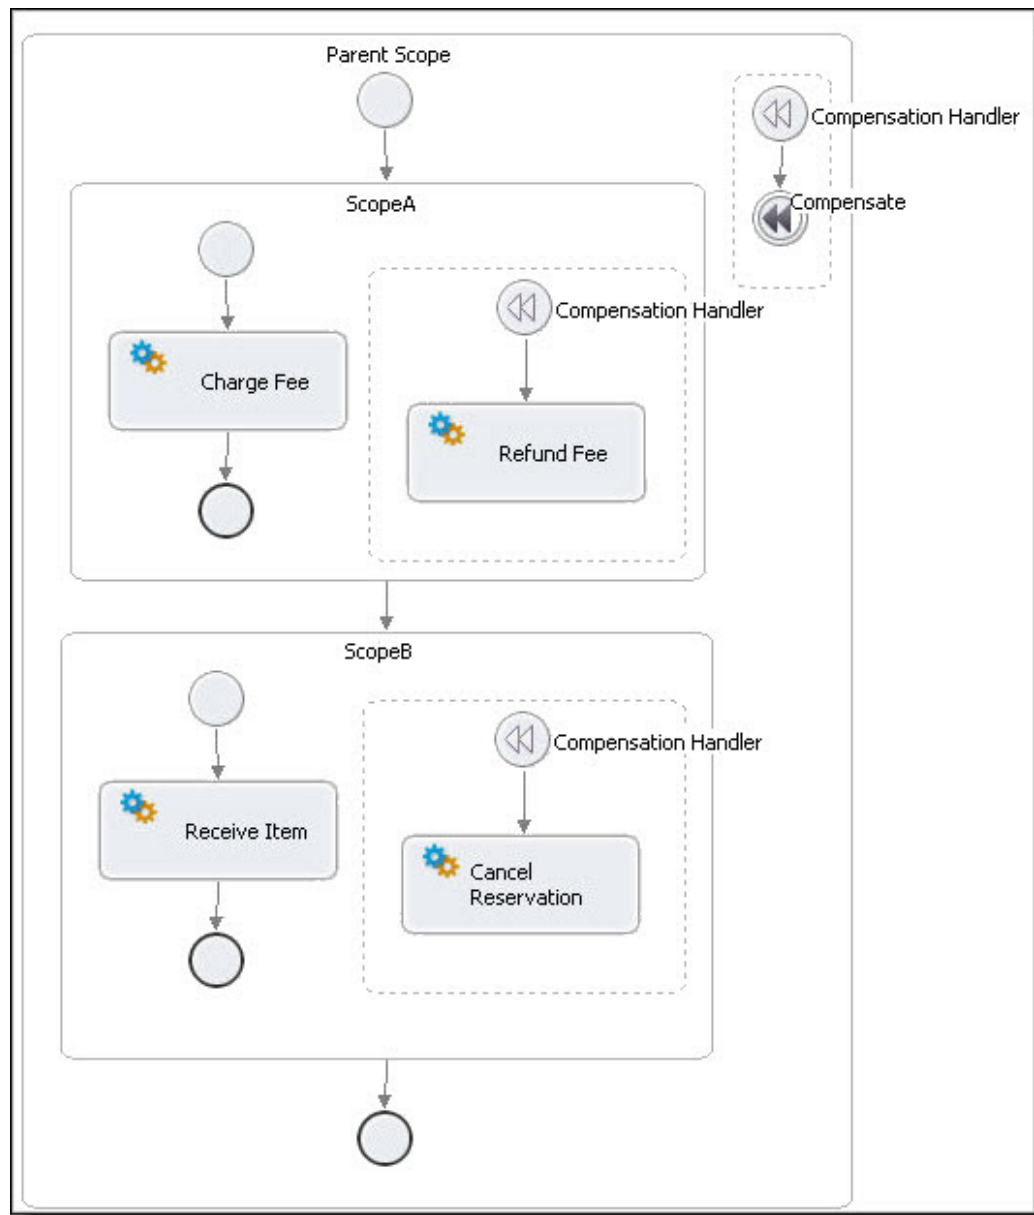 Parent Scope
Compensation Handler
Compensate
ScopeA
Compensation Handler
Charge Fee
Refund Fee
ScopeB
Compensation Handler
Receive Item
Cancel
Reservation